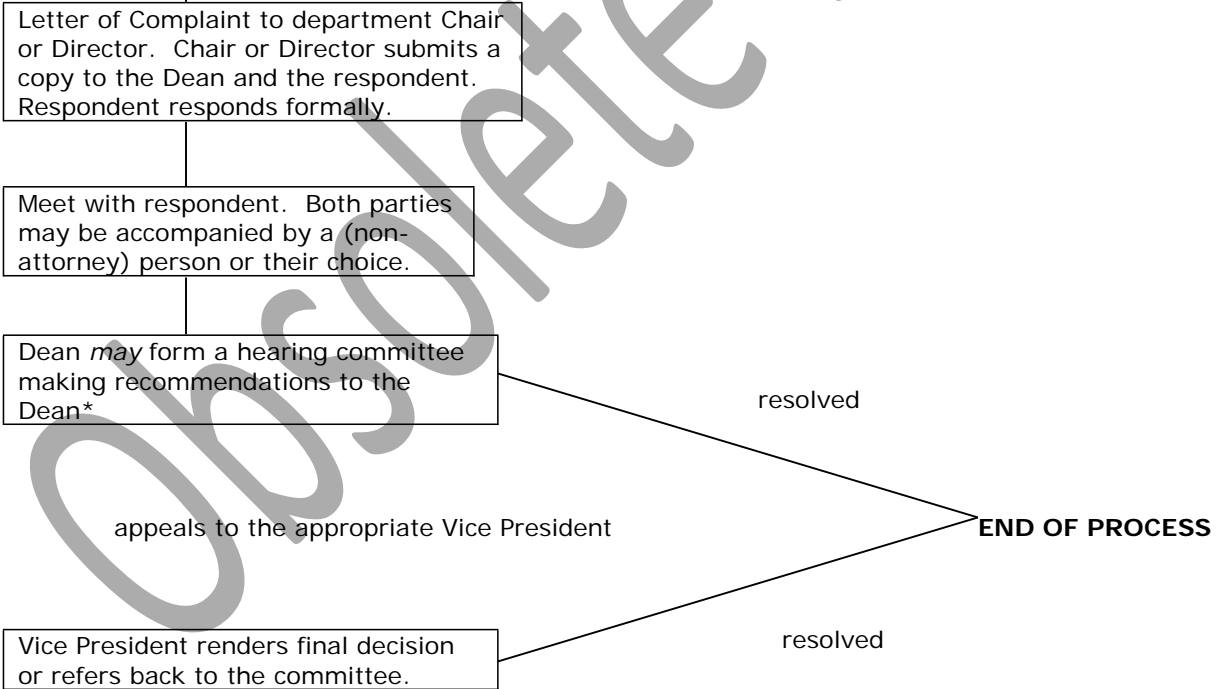 Letter of Complaint to department Chair
or Director. Chair or Director submits a
copy to the Dean and the respondent.
Respondent responds formally.
Meet with respondent. Both parties
may be accompanied by a (non-
attorney) person or their choice.
Dean may form a hearing committee
making recommendations to the
Dean*
resolved
appeals to the appropriate Vice President
END OF PROCESS
Vice President renders final decision
or refers back to the committee.
resolved
Obsolete